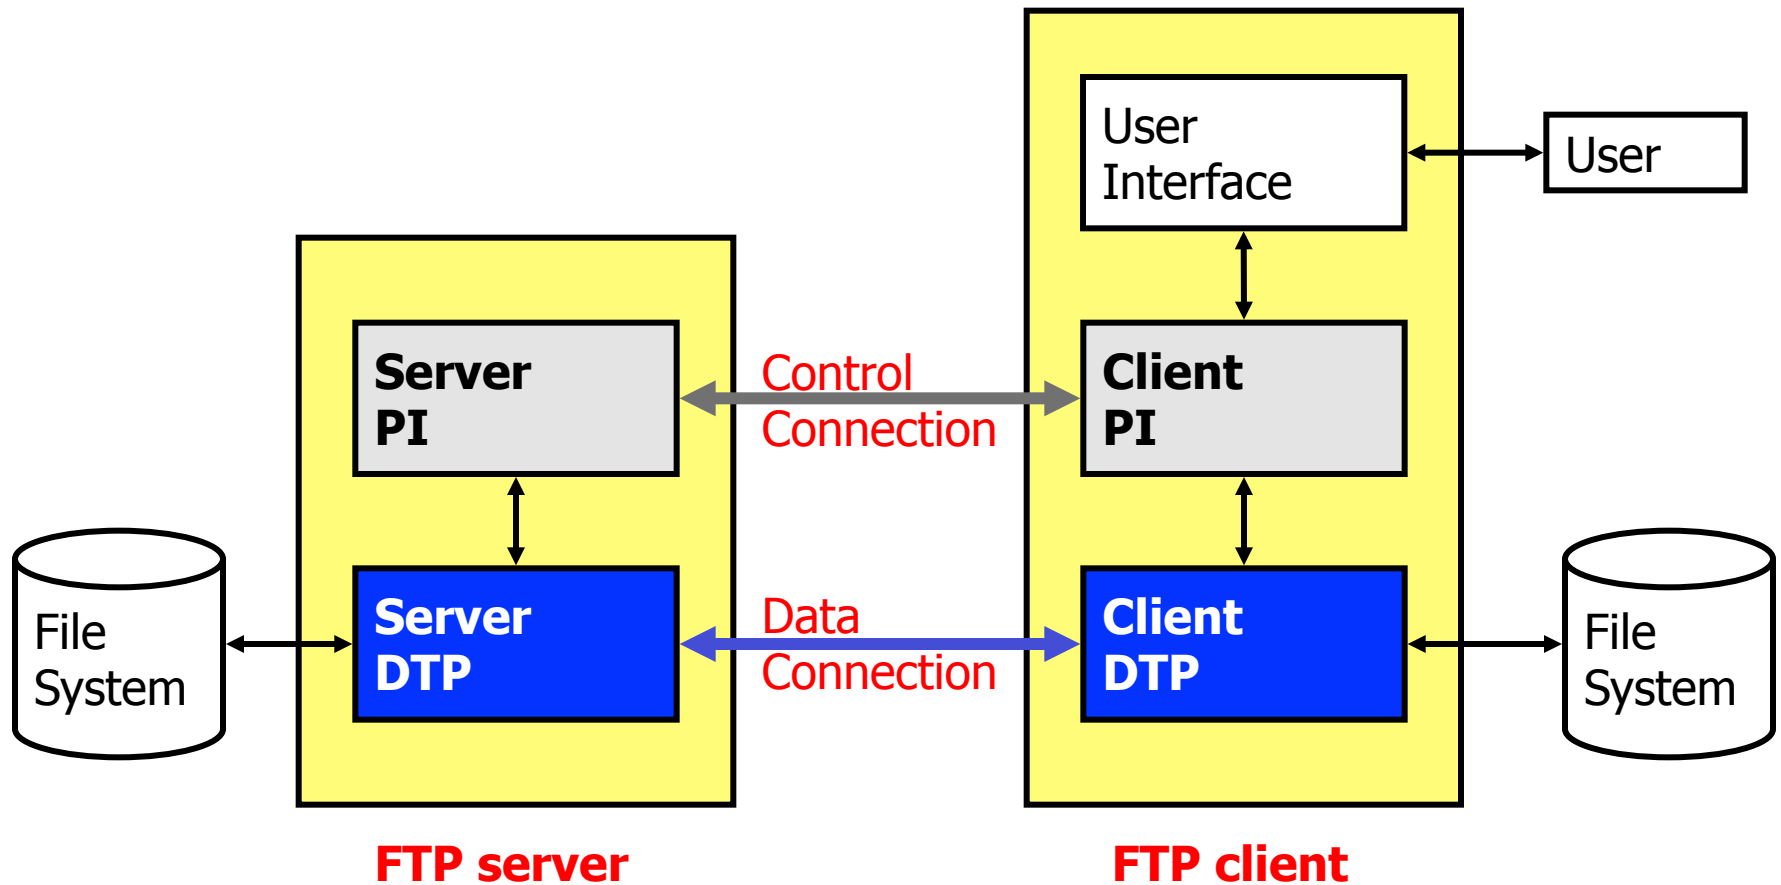 User
Interface
User
Server
PI
Control
Connection
Client
PI
File
System
Server
DTP
Data
Connection
Client
DTP
File
System
FTP server
FTP client